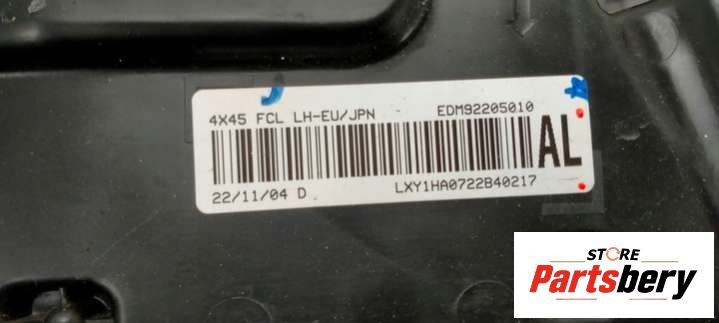 4X45 FCL LH-EU/JPN EDM92205010
AL
22/11/04 D LXY1HA0722B40217
STORE
Partsbery